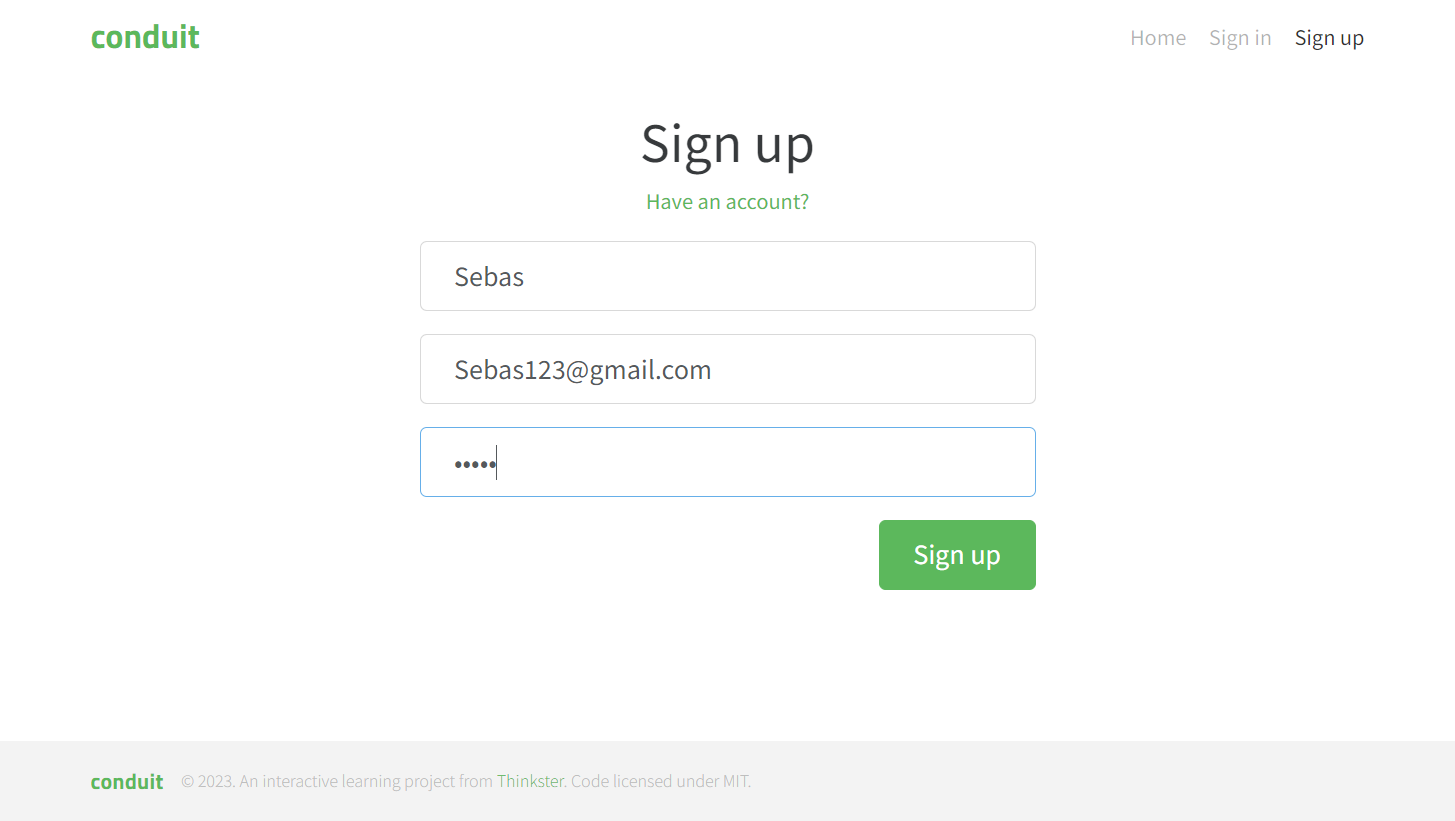 conduit
Home Sign in Sign up
Sign up
Have an account?
Sebas
Sebas123@gmail.com
•••••
Sign up
conduit © 2023. An interactive learning project from Thinkster. Code licensed under MIT.